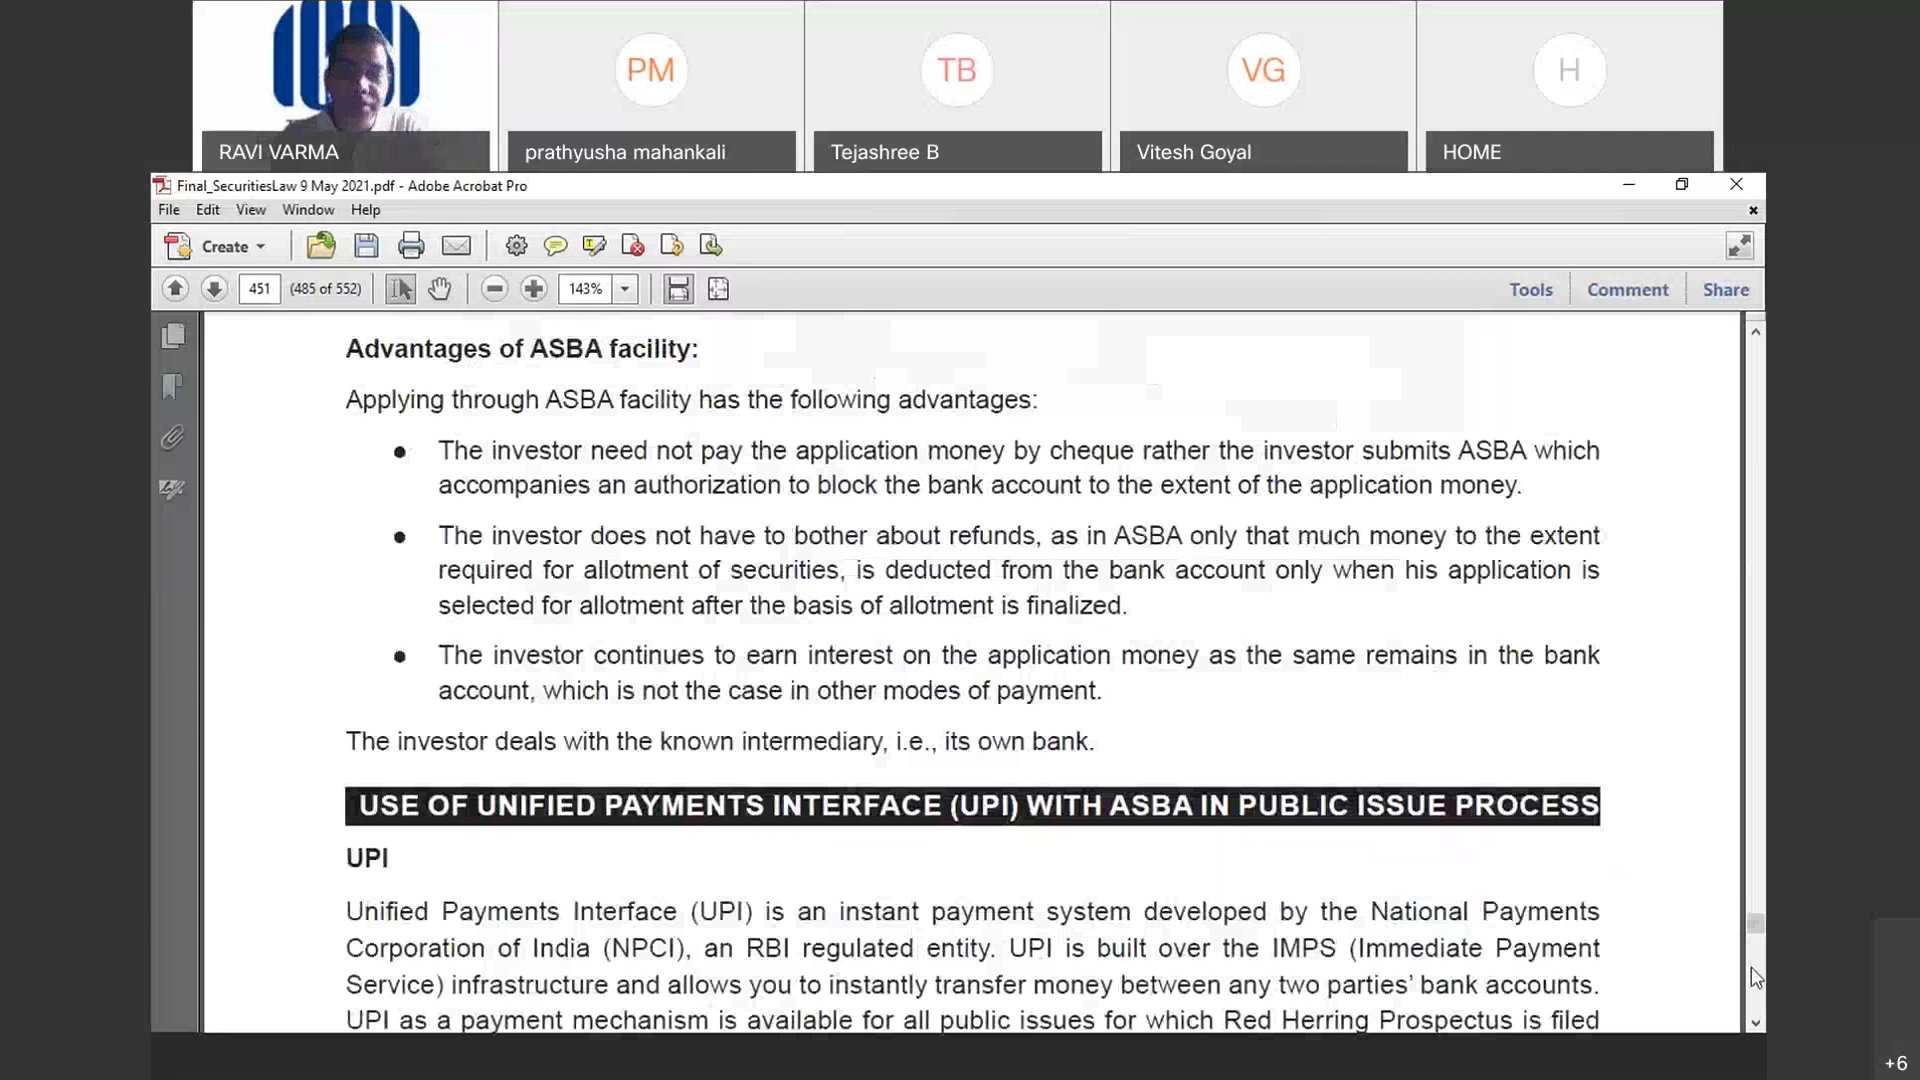 PM
TB
VG
H
RAVI VARMA
prathyusha mahankali
Tejashree B
Vitesh Goyal
HOME
Final_SecuritiesLaw 9 May 2021.pdf - Adobe Acrobat Pro
File Edit View Window Help
Create
451 (485 of 552) 143% Tools Comment Share
Advantages of ASBA facility:
Applying through ASBA facility has the following advantages:
● The investor need not pay the application money by cheque rather the investor submits ASBA which
accompanies an authorization to block the bank account to the extent of the application money.
● The investor does not have to bother about refunds, as in ASBA only that much money to the extent
required for allotment of securities, is deducted from the bank account only when his application is
selected for allotment after the basis of allotment is finalized.
● The investor continues to earn interest on the application money as the same remains in the bank
account, which is not the case in other modes of payment.
The investor deals with the known intermediary, i.e., its own bank.
USE OF UNIFIED PAYMENTS INTERFACE (UPI) WITH ASBA IN PUBLIC ISSUE PROCESS
UPI
Unified Payments Interface (UPI) is an instant payment system developed by the National Payments
Corporation of India (NPCI), an RBI regulated entity. UPI is built over the IMPS (Immediate Payment
Service) infrastructure and allows you to instantly transfer money between any two parties' bank accounts.
UPI as a payment mechanism is available for all public issues for which Red Herring Prospectus is filed
+6